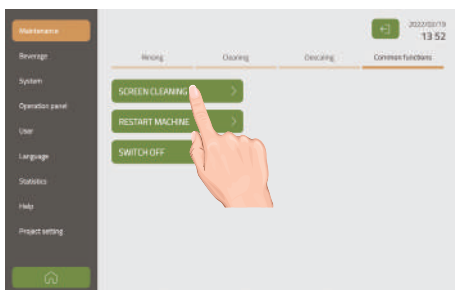 Maintenance
2022/02/19
13 52
Beverage
Rinsing
Cleaning
Descaling
Common functions
System
SCREEN CLEANING
Operation panel
RESTART MACHINE
User
SWITCH OFF
Language
Statistics
Help
Project setting